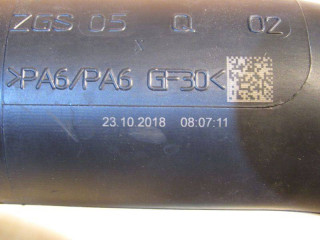 ZGS 05 Q 02
X
>PA6/PA6 GF30<
23.10.2018 08:07:11